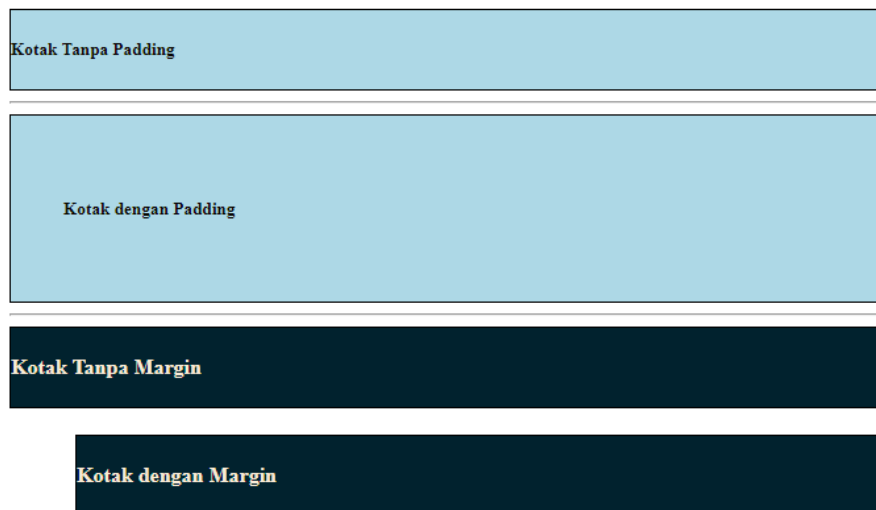 Kotak Tanpa Padding
Kotak dengan Padding
Kotak Tanpa Margin
Kotak dengan Margin